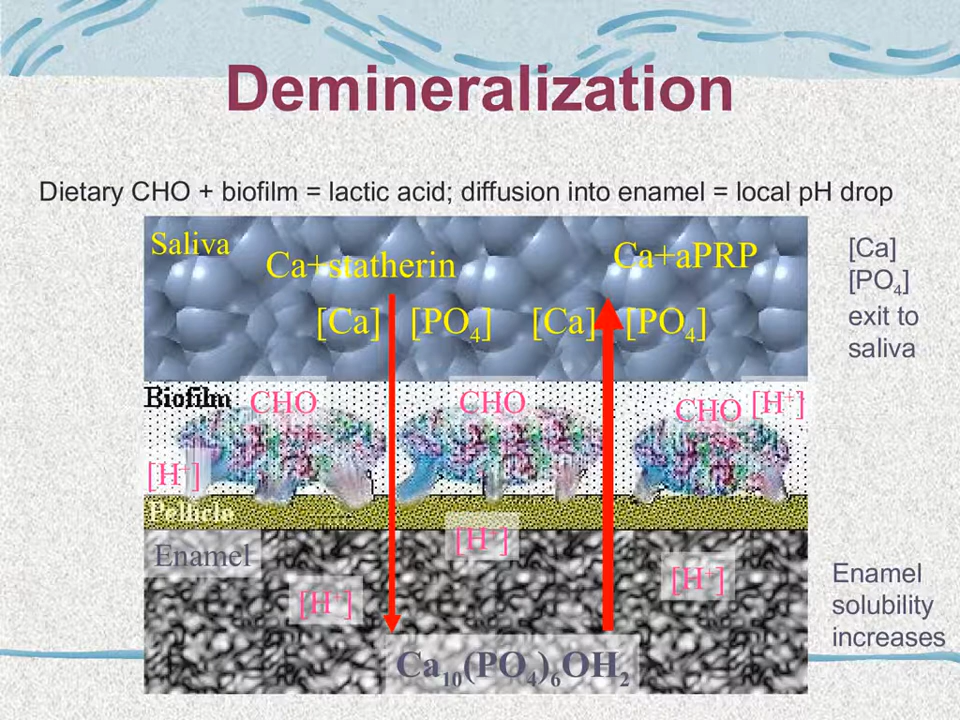 Demineralization
Dietary CHO + biofilm = lactic acid; diffusion into enamel = local pH drop
Saliva
Ca+statherin
Ca+aPRP
[Ca] [PO₄] [Ca] [PO₄]
[Ca]
[PO₄]
exit to
saliva
Biofilm
CHO
CHO
CHO [H⁺]
[H⁺]
Pellicle
[H⁺]
Enamel
[H⁺]
[H⁺]
Ca₁₀(PO₄)₆OH₂
Enamel
solubility
increases